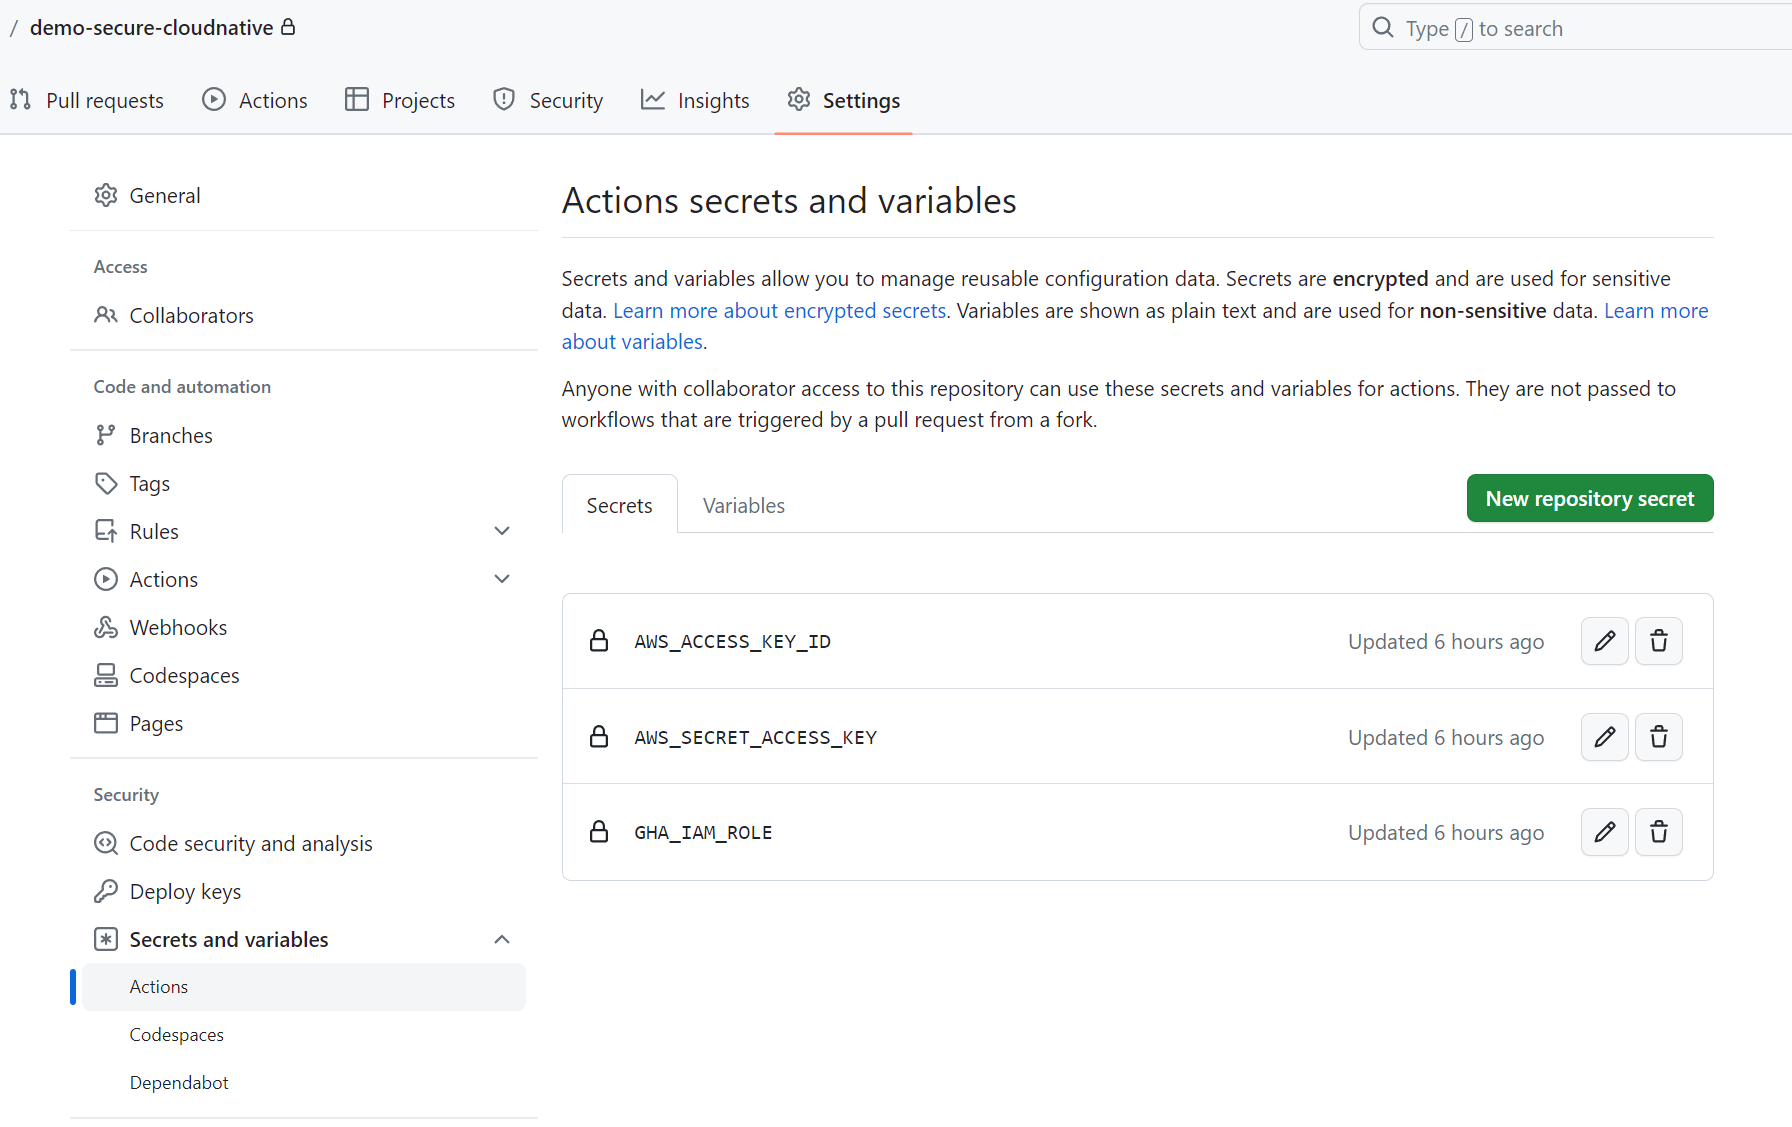 / demo-secure-cloudnative
Type / to search
Pull requests Actions Projects Security Insights Settings
General
Access
Collaborators
Code and automation
Branches
Tags
Rules
Actions
Webhooks
Codespaces
Pages
Security
Code security and analysis
Deploy keys
Secrets and variables
Actions
Codespaces
Dependabot
Actions secrets and variables
Secrets and variables allow you to manage reusable configuration data. Secrets are encrypted and are used for sensitive
data. Learn more about encrypted secrets. Variables are shown as plain text and are used for non-sensitive data. Learn more
about variables.
Anyone with collaborator access to this repository can use these secrets and variables for actions. They are not passed to
workflows that are triggered by a pull request from a fork.
Secrets Variables New repository secret
AWS_ACCESS_KEY_ID Updated 6 hours ago
AWS_SECRET_ACCESS_KEY Updated 6 hours ago
GHA_IAM_ROLE Updated 6 hours ago